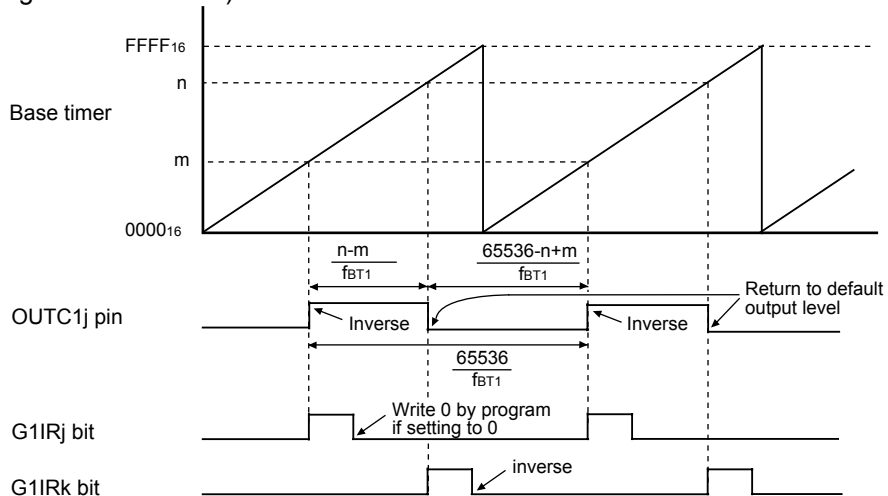 FFFF16
n
Base timer
m
000016
n-m
fBT1
65536-n+m
fBT1
Return to default
output level
OUTC1j pin
Inverse
Inverse
65536
fBT1
Write 0 by program
if setting to 0
G1IRj bit
inverse
G1IRk bit